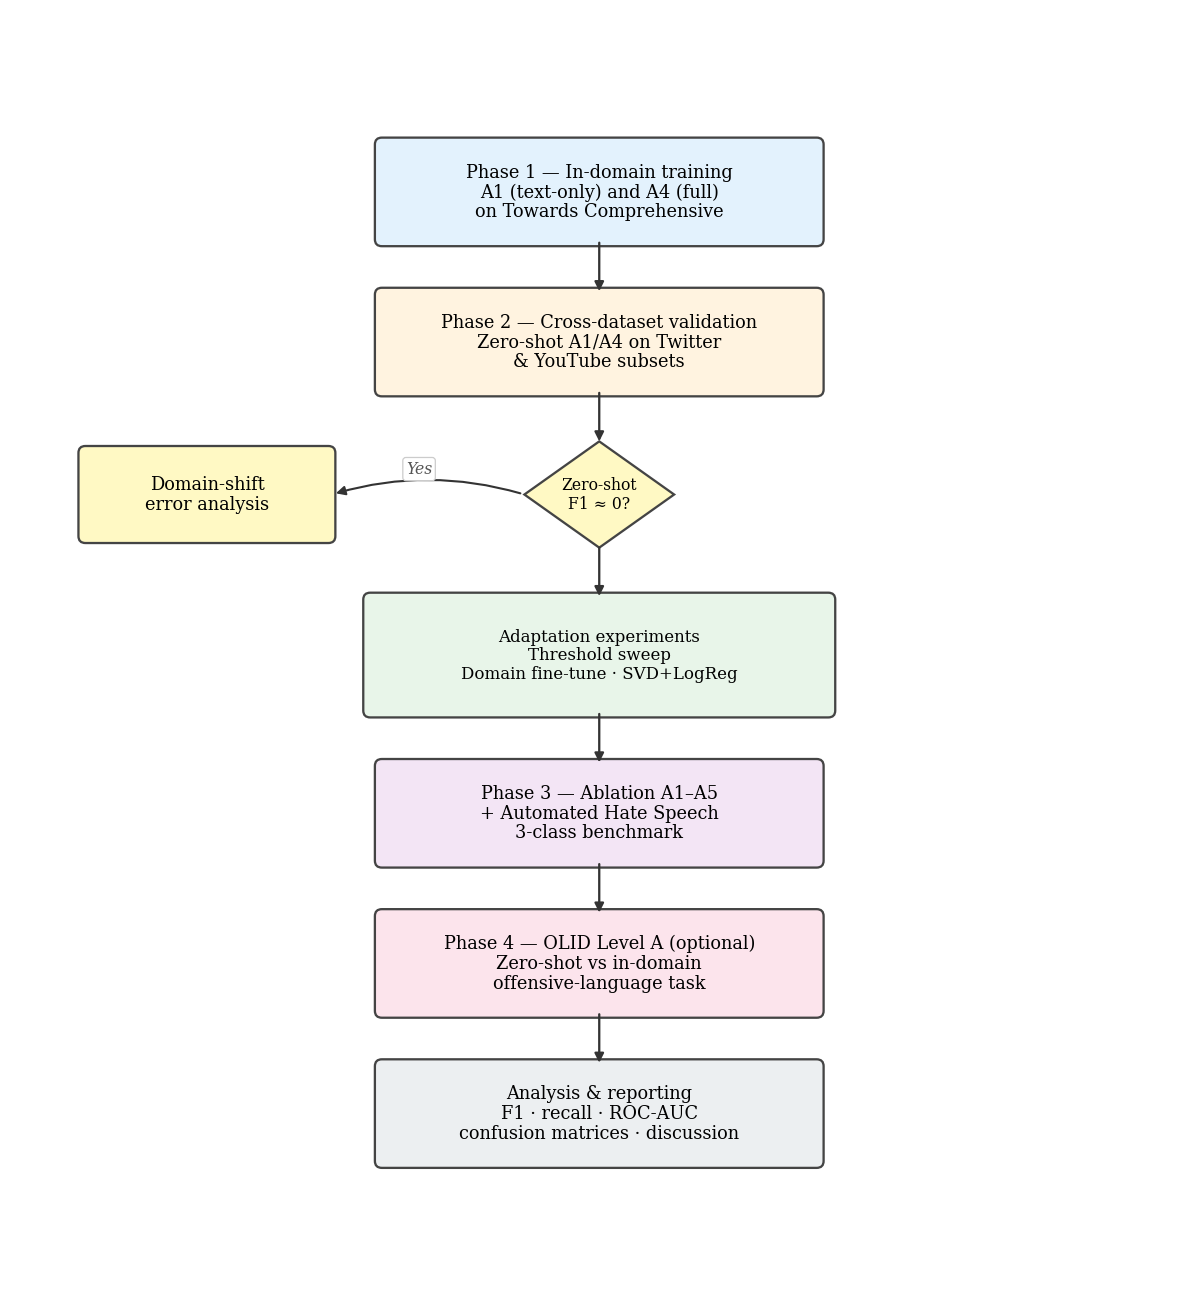 Phase 1 — In-domain training
A1 (text-only) and A4 (full)
on Towards Comprehensive
Phase 2 — Cross-dataset validation
Zero-shot A1/A4 on Twitter
& YouTube subsets
Yes
Domain-shift
error analysis
Zero-shot
F1 ≈ 0?
Adaptation experiments
Threshold sweep
Domain fine-tune · SVD+LogReg
Phase 3 — Ablation A1–A5
+ Automated Hate Speech
3-class benchmark
Phase 4 — OLID Level A (optional)
Zero-shot vs in-domain
offensive-language task
Analysis & reporting
F1 · recall · ROC-AUC
confusion matrices · discussion